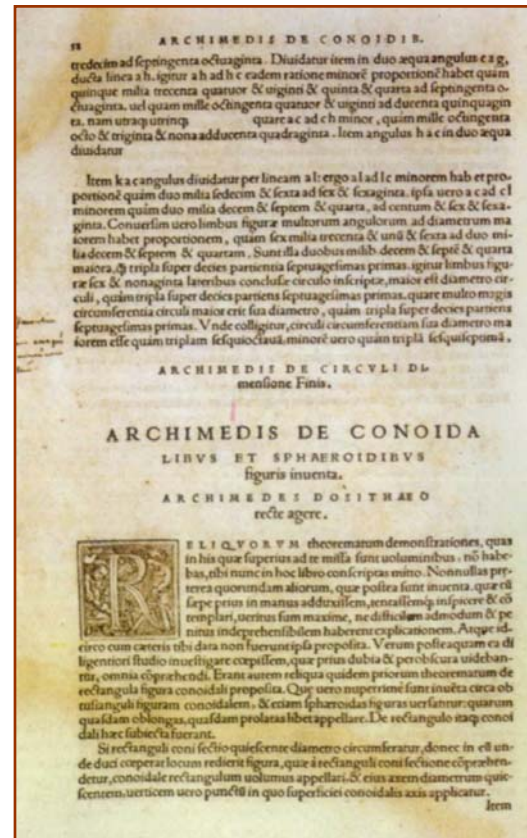 ARCHIMEDIS DE CONOIDIB.
tredecim ad septingenta octuaginta. Diuidatur item in duo æqua angulus c a g,
ducta linea a h. igitur a h ad h c eadem ratione minorē proportionē habet quàm
quinque milia trecenta quatuor & uiginti & quinta & quarta ad septingenta o-
ctuaginta. uel quam mille octingenta quatuor & uiginti ad ducenta quinquagin
ta. nam utraq; utrinq; quare a c ad c h minor, quàm mille octingenta
octo & triginta & nona ad ducenta quadraginta. Item angulus h a c in duo æqua
diuidatur
Item k a c angulus diuidatur per lineam a l: ergo a l ad l c minorem hab et pro-
portionē quàm duo milia sedecim & sexta ad sex & sexaginta. ipsa uero a c ad c l
minorem quàm duo milia decem & septem & quarta, ad centum & sex & sexa-
ginta. Conuersim uero limbus figuræ multorum angulorum ad diametrum ma
iorem habet proportionem, quàm sex milia trecenta & unū & sexta ad duo mi-
lia decem & septem & quartam. Sunt illa duobus milib. decem & septē & quarta
maiora, q̄ tripla super decies partientia septuagesimas primas. igitur limbus figu-
ræ sex & nonaginta lateribus conclusæ circulo inscriptæ, maior est diametro cir-
culi, quàm tripla super decies partiens septuagesimas primas. quare multo magis
circumferentia circuli maior erit sua diametro, quàm tripla super decies partiens
septuagesimas primas. Vnde colligitur, circuli circumferentiam sua diametro ma
iorem esse quàm triplam sesquioctauā, minorē uero quàm triplā sesquiseptimā.
ARCHIMEDIS DE CIRCVLI DI-
mensione Finis.
ARCHIMEDIS DE CONOIDA
LIBVS ET SPHAEROIDIBVS
figuris inuenta.
ARCHIMEDES DOSITHAEO
recte agere.
RELIQVORVM theorematum demonstrationes, quas
in his quæ superius ad te missa sunt uoluminibus, nō habe-
bas, tibi nunc in hoc libro conscriptas mitto. Nonnullas præ-
terea quorundam aliorum, quæ postea sunt inuenta. quæ cū
sæpe prius in manus adduxissem, tentassemq; inspicere & cō
templari, ueritus sum maxime, ne difficilem admodum & pe
nitus indeprehensibilem haberent explicationem. Atque id-
circo cum cæteris tibi data non fuerunt ipsa proposita. Verum posteaquam ea di
ligentiori studio inuestigare cœpissem, quæ prius dubia & perobscura uideban-
tur, omnia cōpræhendi. Erant autem reliqua quidem priorum theorematum de
rectangula figura conoidali proposita. Que uero nuperrime sunt inuēta circa ob
tusianguli figuram conoidalem, & etiam sphæroidas figuras uersantur: quarum
quasdam oblongas, quasdam prolatas libet appellare. De rectangulo itaq; conoi
dali hæc subiecta fuerant.
Si rectanguli coni sectio quiescente diametro circumferatur, donec in eū un-
de duci cœperat locum redierit figura, quæ à rectanguli coni sectione cōpræhen-
detur, conoidale rectangulum uolumus appellari. & eius axem diametrum quie-
scentem. uerticem uero punctū in quo superficiei conoidalis axis applicatur.
Item